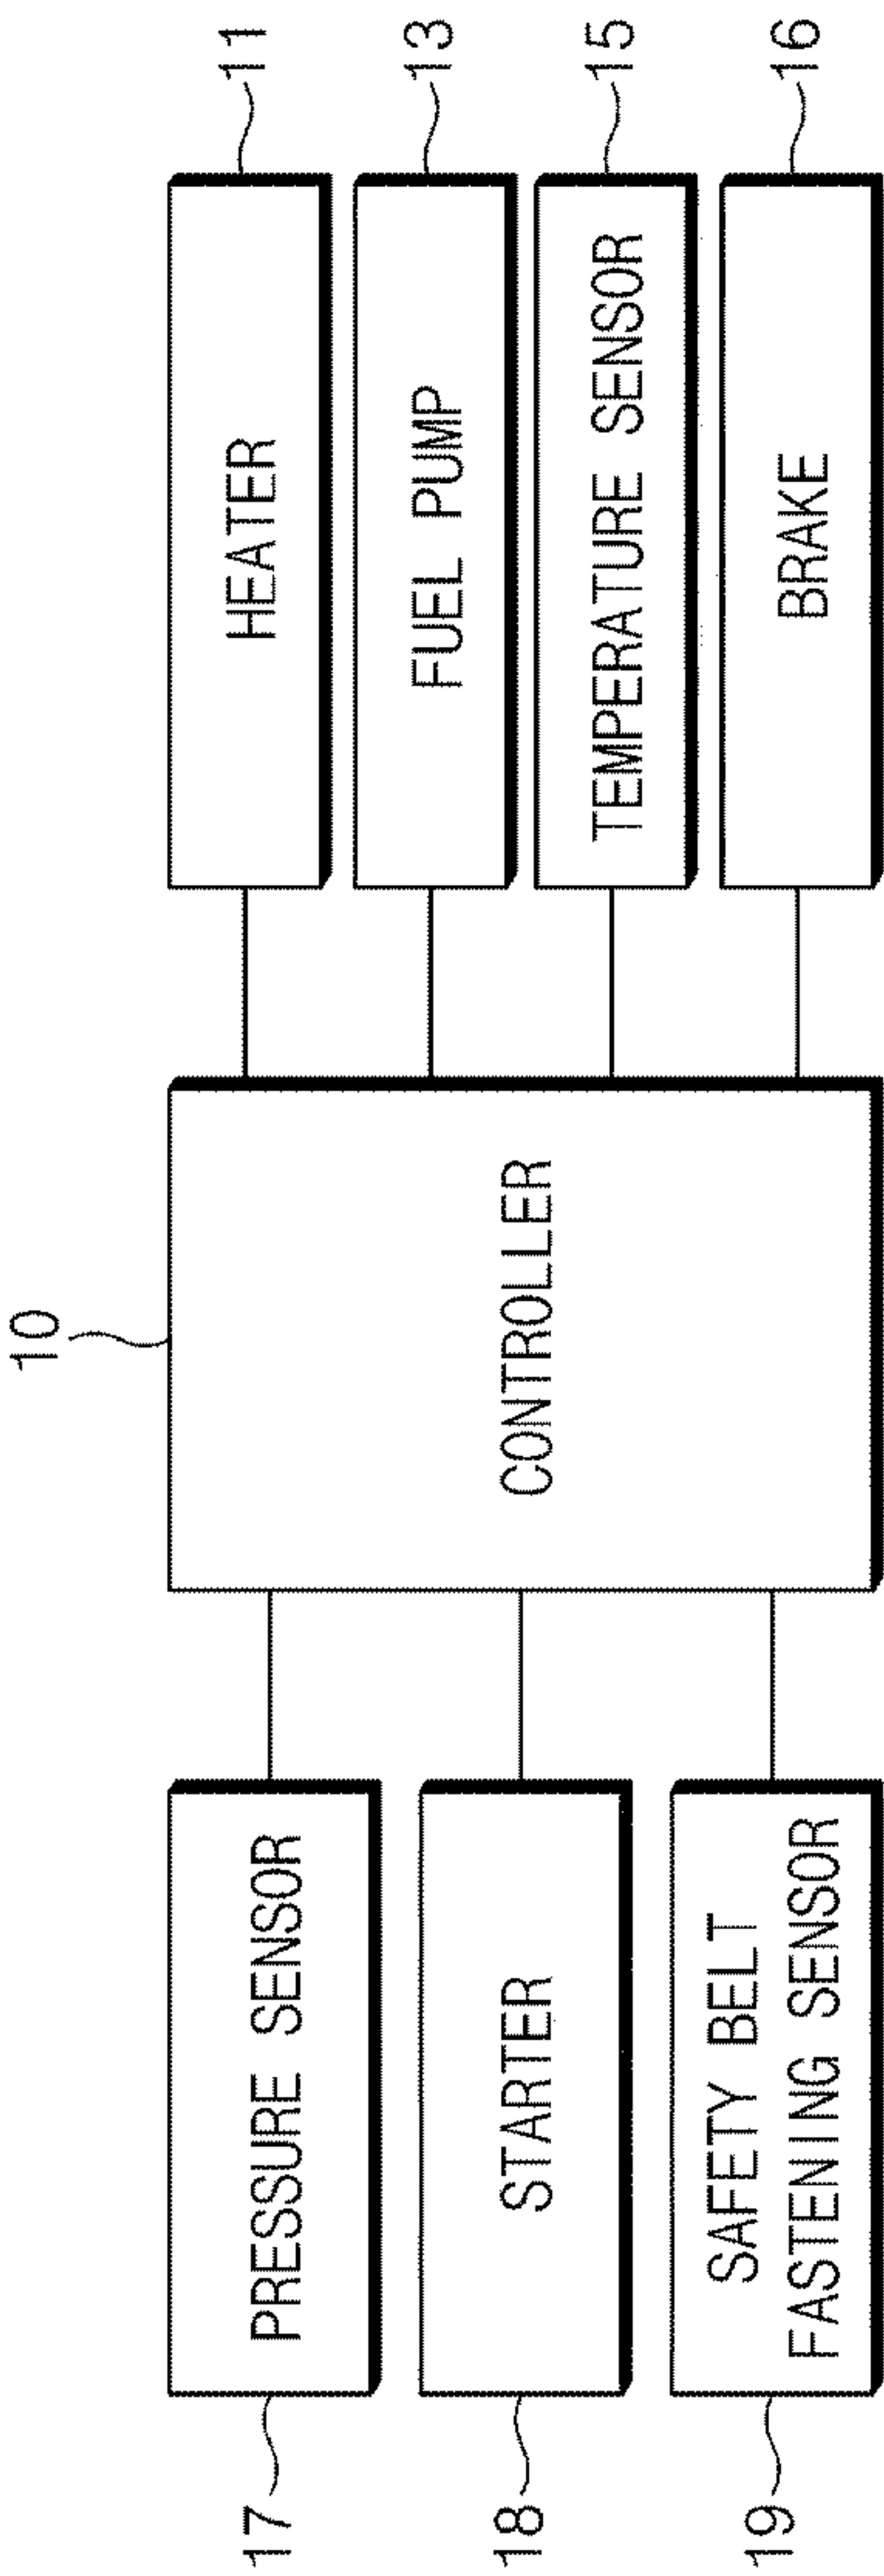 10
17
PRESSURE SENSOR
18
STARTER
19
SAFETY BELT
FASTENING SENSOR
CONTROLLER
HEATER
11
FUEL PUMP
13
TEMPERATURE SENSOR
15
BRAKE
16